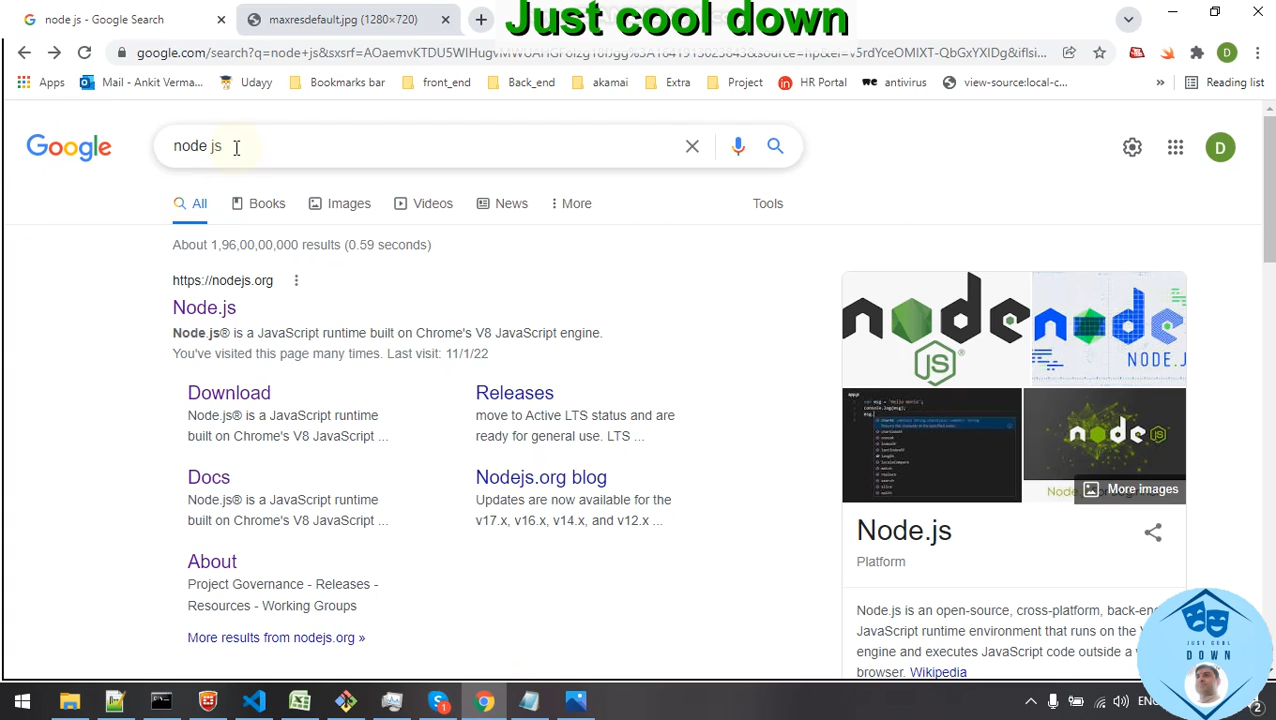 Just cool down
node js - Google Search
maxresdefault.jpg (1280×720)
Apps
Mail - Ankit Verma...
Udayy
Bookmarks bar
front_end
Back_end
akamai
Extra
Project
HR Portal
antivirus
view-source:local-c...
Reading list
Google
node js
D
All
Books
Images
Videos
News
More
Tools
About 1,96,00,00,000 results (0.59 seconds)
https://nodejs.org
Node.js
Node.js® is a JavaScript runtime built on Chrome's V8 JavaScript engine.
You've visited this page many times. Last visit: 11/1/22
Download
Node.js® is a JavaScript runtime
built on Chrome's V8 JavaScript ...
Releases
move to Active LTS status and are
ready for general use. LTS ...
Docs
Node.js® is a JavaScript runtime
built on Chrome's V8 JavaScript ...
Nodejs.org blog
Updates are now available for the
v17.x, v16.x, v14.x, and v12.x ...
About
Project Governance - Releases -
Resources - Working Groups
More results from nodejs.org »
node
JS
node
NODE.J
node
More images
Node.js
Platform
Node.js is an open-source, cross-platform, back-en
JavaScript runtime environment that runs on the
engine and executes JavaScript code outside a
browser. Wikipedia
JUST COOL
DOWN